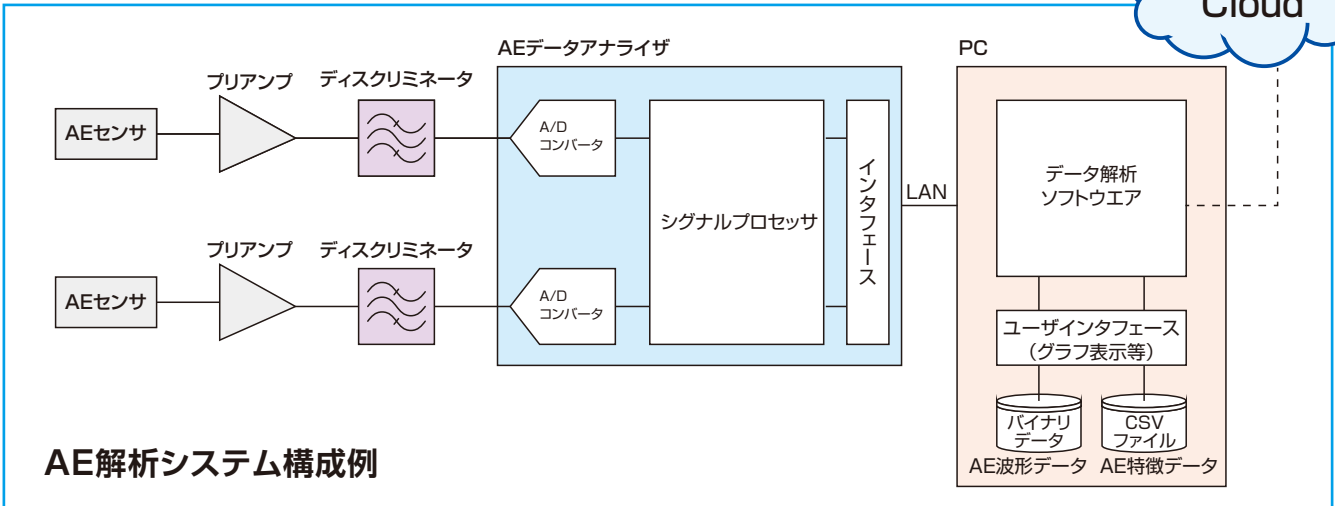 Cloud
AEデータアナライザ
PC
プリアンプ
ディスクリミネータ
AEセンサ
A/D
コンバータ
シグナルプロセッサ
インタフェース
LAN
データ解析
ソフトウエア
プリアンプ
ディスクリミネータ
AEセンサ
A/D
コンバータ
ユーザインタフェース
（グラフ表示等）
バイナリ
データ
CSV
ファイル
AE波形データ
AE特徴データ
AE解析システム構成例